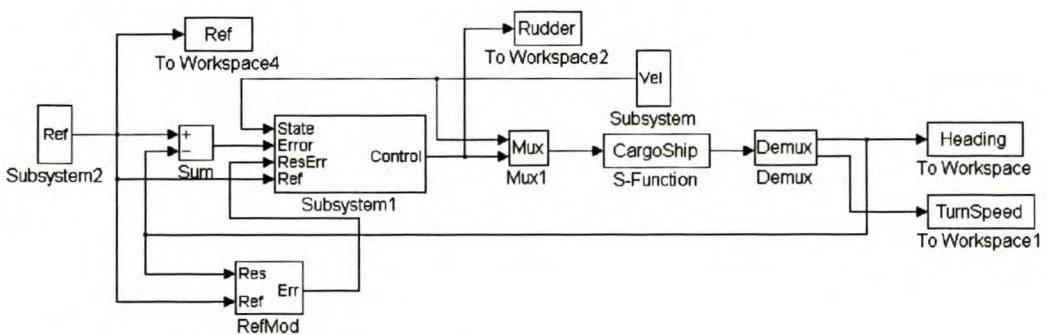 Ref
To Workspace4
Rudder
To Workspace2
Vel
Subsystem
Ref
Subsystem2
+
−
Sum
State
Error
ResErr
Ref
Control
Subsystem1
Mux
Mux1
CargoShip
S-Function
Demux
Demux
Heading
To Workspace
TurnSpeed
To Workspace1
Res
Ref
Err
RefMod